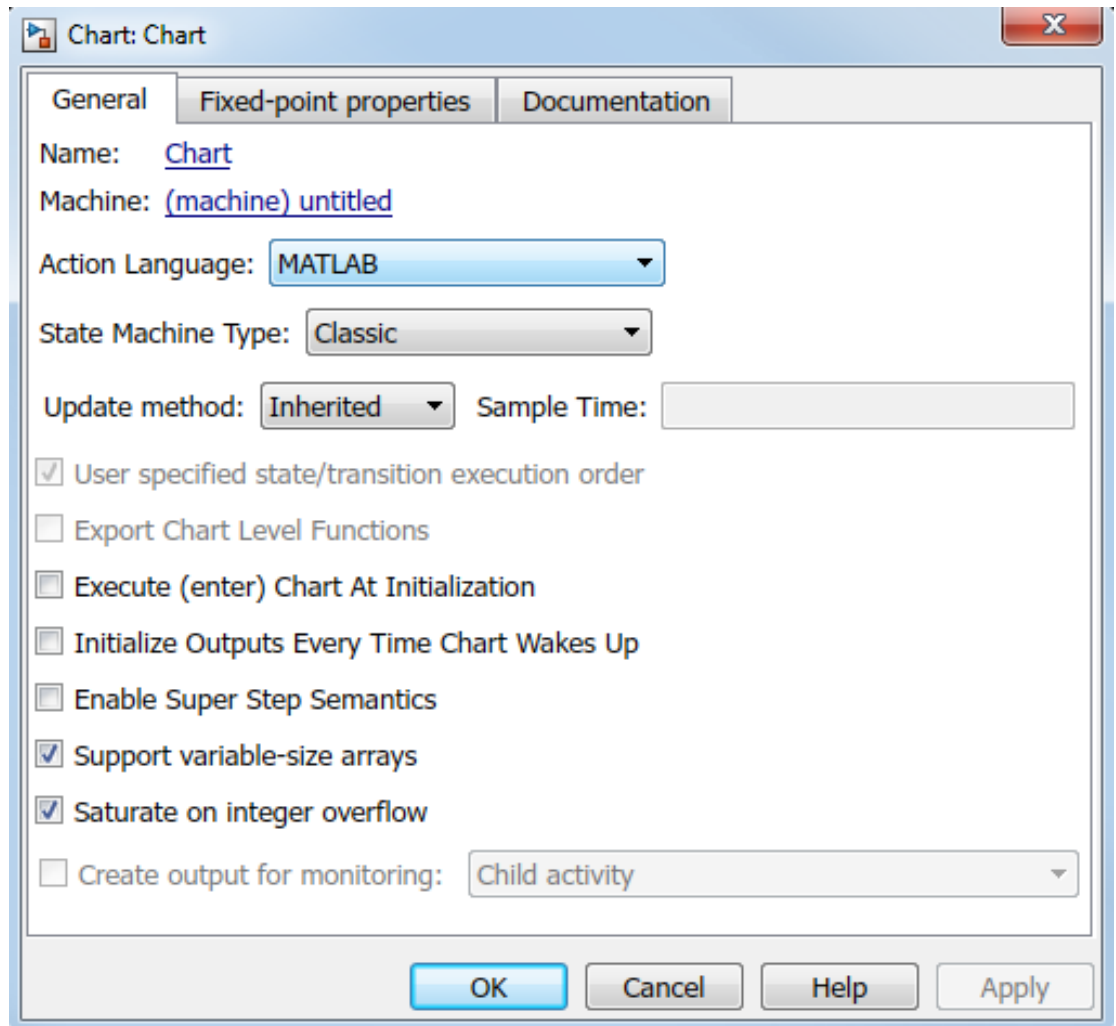 Chart: Chart
General Fixed-point properties Documentation
Name: Chart
Machine: (machine) untitled
Action Language: MATLAB
State Machine Type: Classic
Update method: Inherited Sample Time:
User specified state/transition execution order
Export Chart Level Functions
Execute (enter) Chart At Initialization
Initialize Outputs Every Time Chart Wakes Up
Enable Super Step Semantics
Support variable-size arrays
Saturate on integer overflow
Create output for monitoring: Child activity
OK Cancel Help Apply